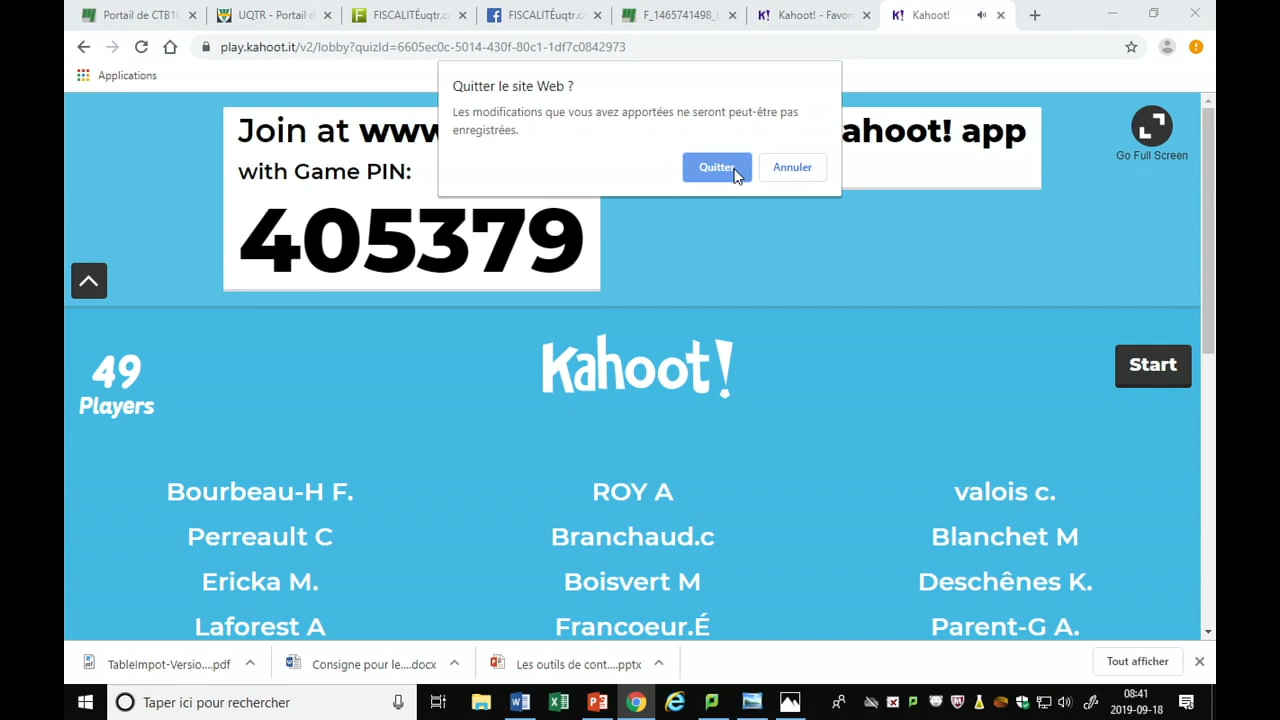 Portail de CTB10
UQTR - Portail d
FISCALITÉuqtr.ca
FISCALITÉuqtr.c
F_1465741498_
Kahoot! - Favori
Kahoot!
play.kahoot.it/v2/lobby?quizId=6605ec0c-5014-430f-80c1-1df7c0842973
Applications
Quitter le site Web ?
Les modifications que vous avez apportées ne seront peut-être pas
enregistrées.
Quitter
Annuler
Join at www
ahoot! app
with Game PIN:
405379
Go Full Screen
49
Players
Kahoot!
Start
Bourbeau-H F.
ROY A
valois c.
Perreault C
Branchaud.c
Blanchet M
Ericka M.
Boisvert M
Deschênes K.
Laforest A
Francoeur.É
Parent-G A.
TableImpot-Versio....pdf
Consigne pour le....docx
Les outils de cont....pptx
Tout afficher
Taper ici pour rechercher
08:41
2019-09-18